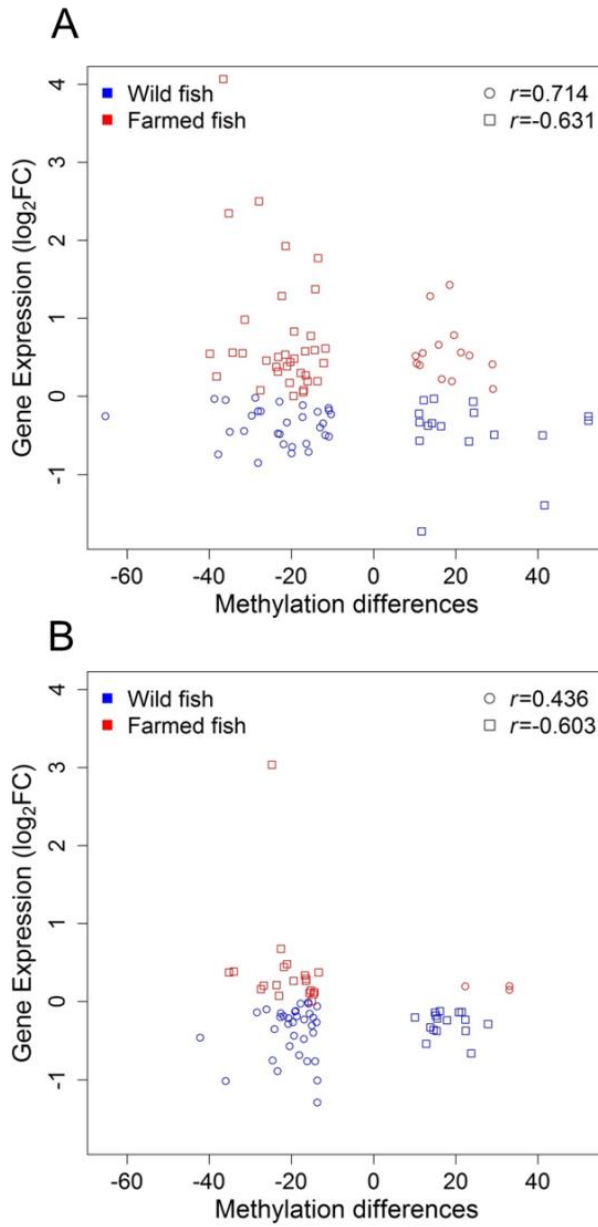 A
Wild fish
Farmed fish
r=0.714
r=-0.631
Gene Expression (log₂FC)
4
3
2
1
0
-1
-60
-40
-20
0
20
40
Methylation differences
B
Wild fish
Farmed fish
r=0.436
r=-0.603
Gene Expression (log₂FC)
4
3
2
1
0
-1
-60
-40
-20
0
20
40
Methylation differences